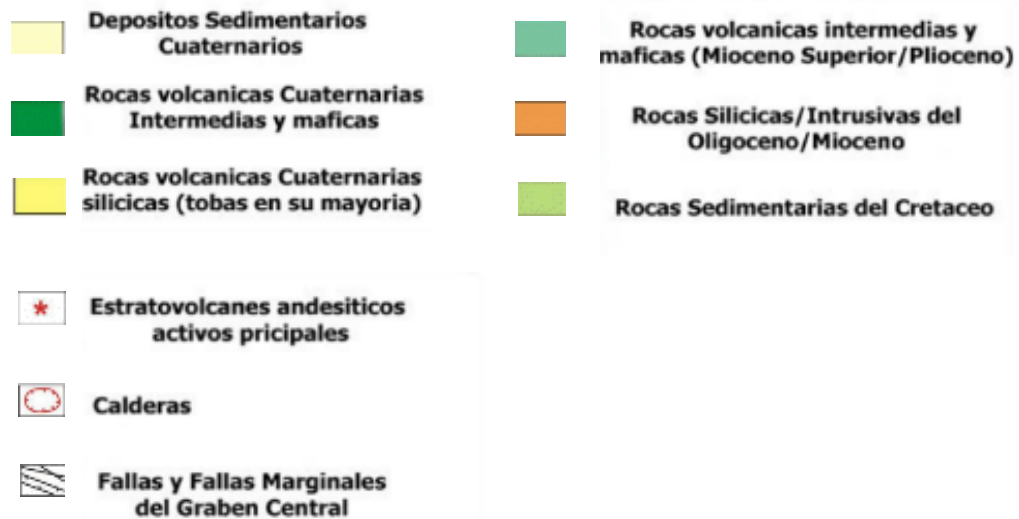 Depositos Sedimentarios
Cuaternarios
Rocas volcanicas Cuaternarias
Intermedias y maficas
Rocas volcanicas Cuaternarias
silicicas (tobas en su mayoria)
Rocas volcanicas intermedias y
maficas (Mioceno Superior/Plioceno)
Rocas Silicicas/Intrusivas del
Oligoceno/Mioceno
Rocas Sedimentarias del Cretaceo
Estratovolcanes andesiticos
activos pricipales
Calderas
Fallas y Fallas Marginales
del Graben Central